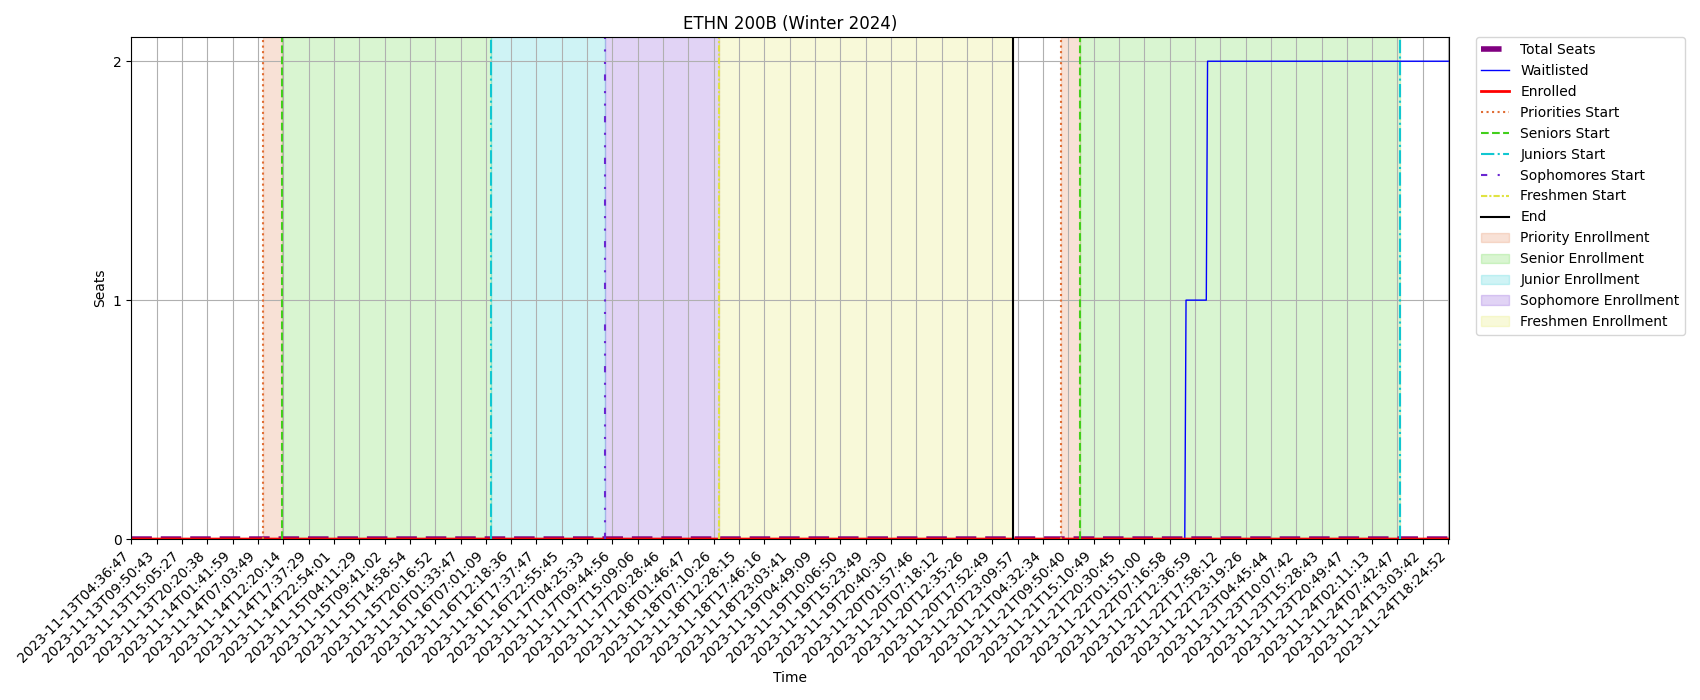 ETHN 200B (Winter 2024)
Seats
2
1
0
2023-11-13T04:36:47
2023-11-13T09:50:43
2023-11-13T15:05:27
2023-11-13T20:20:38
2023-11-14T01:41:59
2023-11-14T07:03:49
2023-11-14T12:20:14
2023-11-14T17:37:29
2023-11-14T22:54:01
2023-11-15T04:11:29
2023-11-15T09:41:02
2023-11-15T14:58:54
2023-11-15T20:16:52
2023-11-16T01:33:47
2023-11-16T07:01:09
2023-11-16T12:18:36
2023-11-16T17:37:47
2023-11-16T22:55:45
2023-11-17T04:25:33
2023-11-17T09:44:56
2023-11-17T15:09:06
2023-11-17T20:28:46
2023-11-18T01:46:47
2023-11-18T07:10:26
2023-11-18T12:28:15
2023-11-18T17:46:16
2023-11-18T23:03:41
2023-11-19T04:49:09
2023-11-19T10:06:50
2023-11-19T15:23:49
2023-11-19T20:40:30
2023-11-20T01:57:46
2023-11-20T07:18:12
2023-11-20T12:35:26
2023-11-20T17:52:49
2023-11-20T23:09:57
2023-11-21T04:32:34
2023-11-21T09:50:40
2023-11-21T15:10:49
2023-11-21T20:30:45
2023-11-22T01:51:00
2023-11-22T07:16:58
2023-11-22T12:36:59
2023-11-22T17:58:12
2023-11-22T23:19:26
2023-11-23T04:45:44
2023-11-23T10:07:42
2023-11-23T15:28:43
2023-11-23T20:49:47
2023-11-24T02:11:13
2023-11-24T07:42:47
2023-11-24T13:03:42
2023-11-24T18:24:52
Time
Total Seats
Waitlisted
Enrolled
Priorities Start
Seniors Start
Juniors Start
Sophomores Start
Freshmen Start
End
Priority Enrollment
Senior Enrollment
Junior Enrollment
Sophomore Enrollment
Freshmen Enrollment